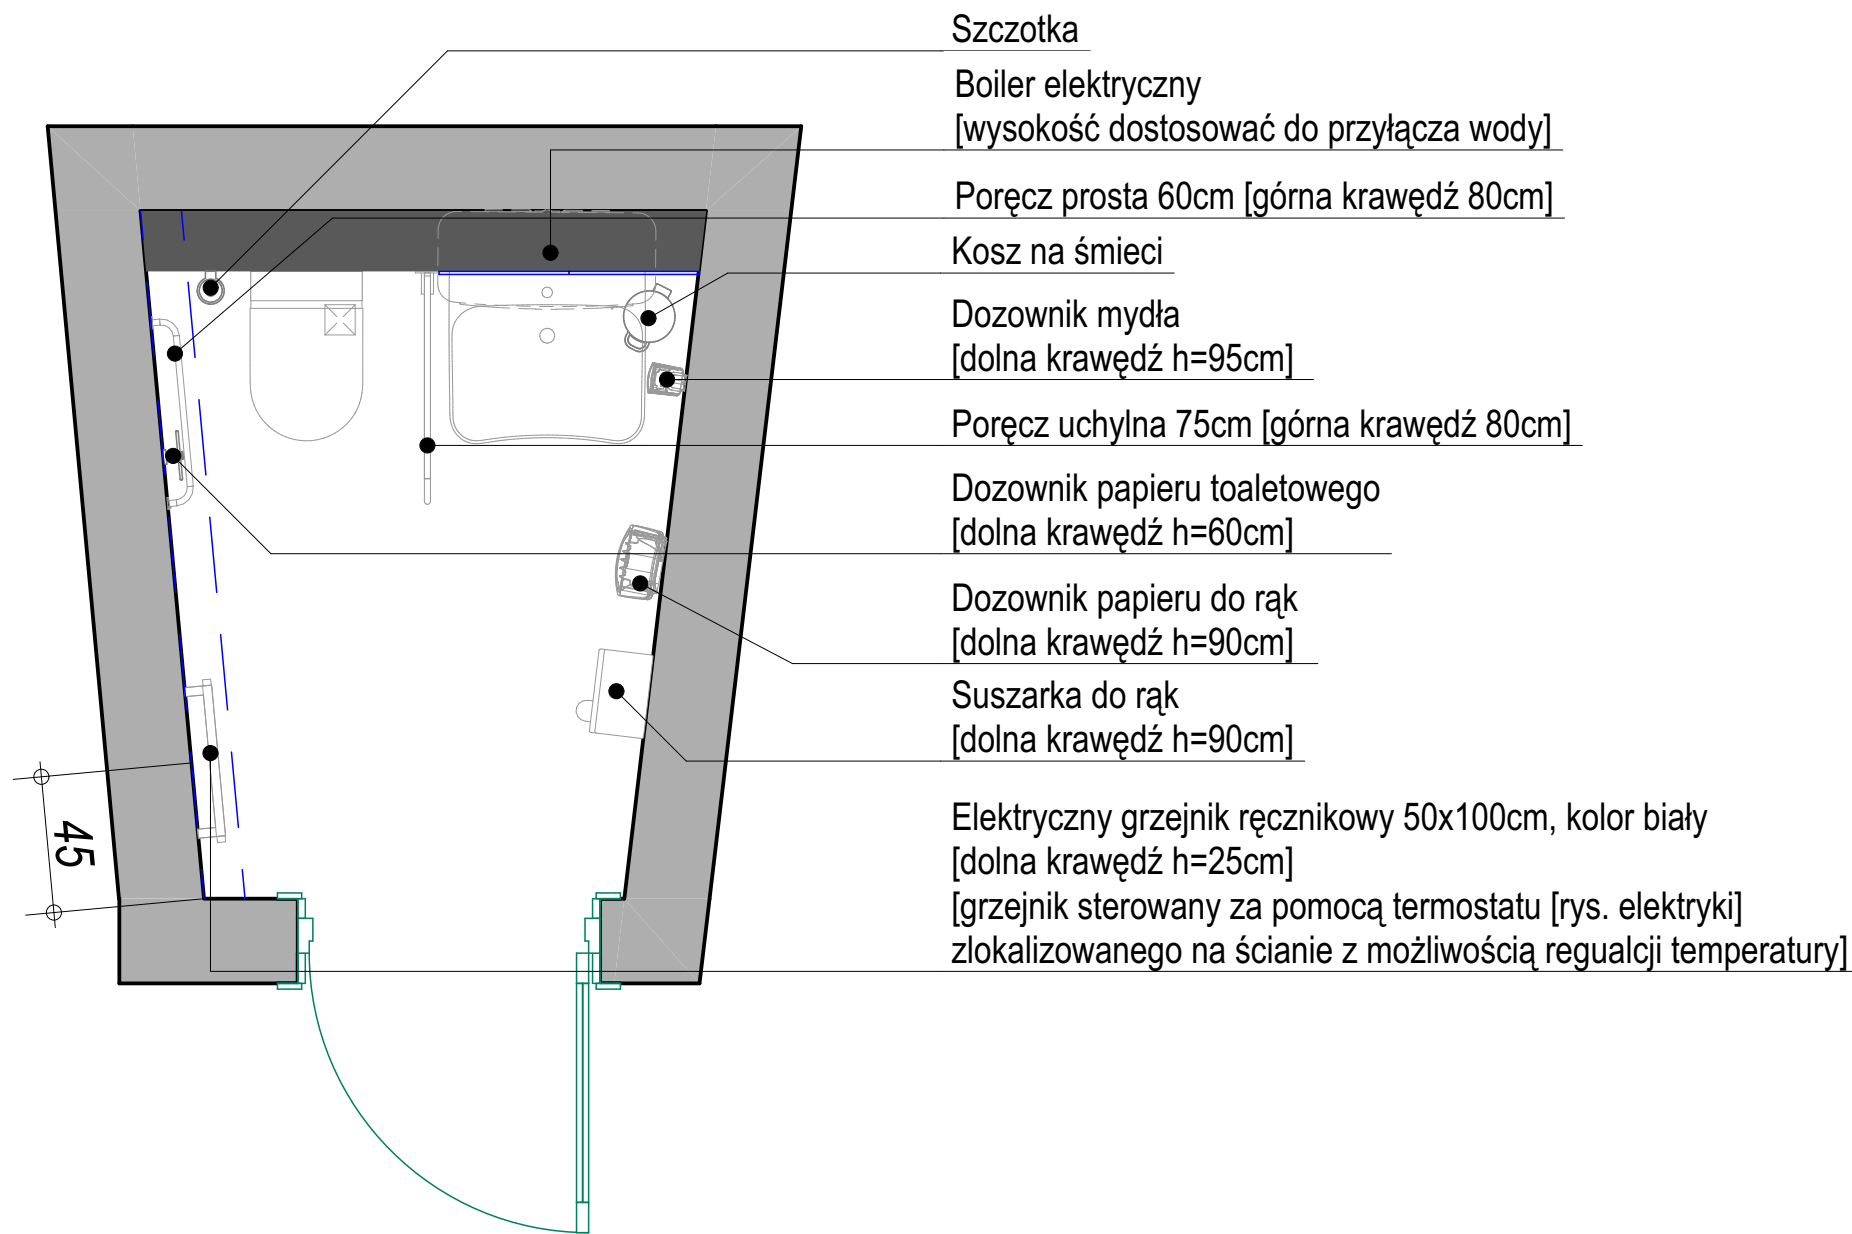 Szczotka
Boiler elektryczny
[wysokość dostosować do przyłącza wody]
Poręcz prosta 60cm [górna krawędź 80cm]
Kosz na śmieci
Dozownik mydła
[dolna krawędź h=95cm]
Poręcz uchylna 75cm [górna krawędź 80cm]
Dozownik papieru toaletowego
[dolna krawędź h=60cm]
Dozownik papieru do rąk
[dolna krawędź h=90cm]
Suszarka do rąk
[dolna krawędź h=90cm]
Elektryczny grzejnik ręcznikowy 50x100cm, kolor biały
[dolna krawędź h=25cm]
[grzejnik sterowany za pomocą termostatu [rys. elektryki]
zlokalizowanego na ścianie z możliwością regualcji temperatury]
45